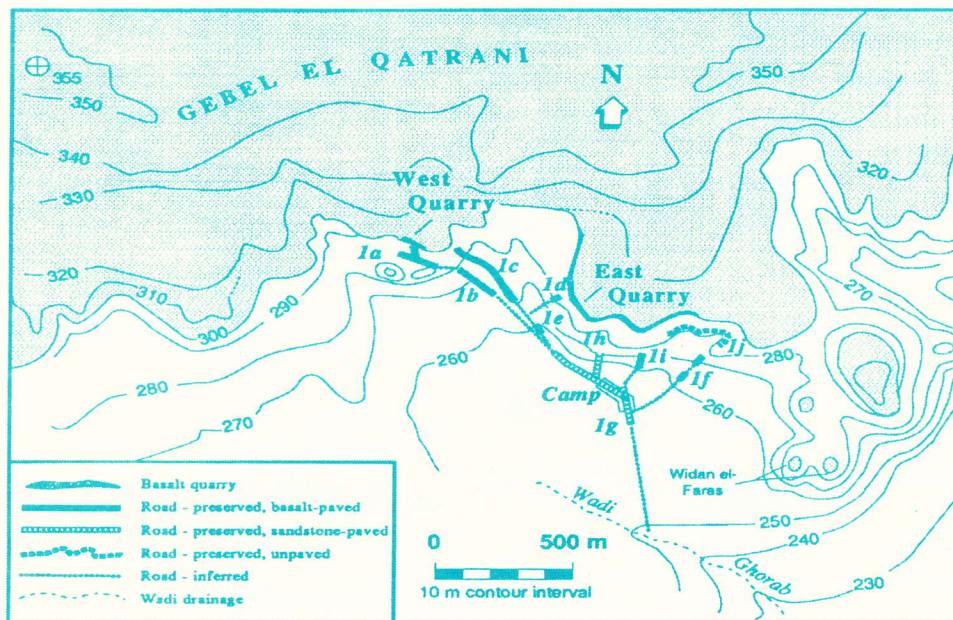 GEBEL EL QATRANI
N
355
350
350
340
330
320
West
Quarry
1a
1c
1b
1d
East
Quarry
1e
1h
1i
1j
1f
Camp
1g
320
310
300
290
280
270
260
270
280
260
Widan el-
Faras
Wadi
Ghorab
250
240
230
Basalt quarry
Road - preserved, basalt-paved
Road - preserved, sandstone-paved
Road - preserved, unpaved
Road - inferred
Wadi drainage
0 500 m
10 m contour interval